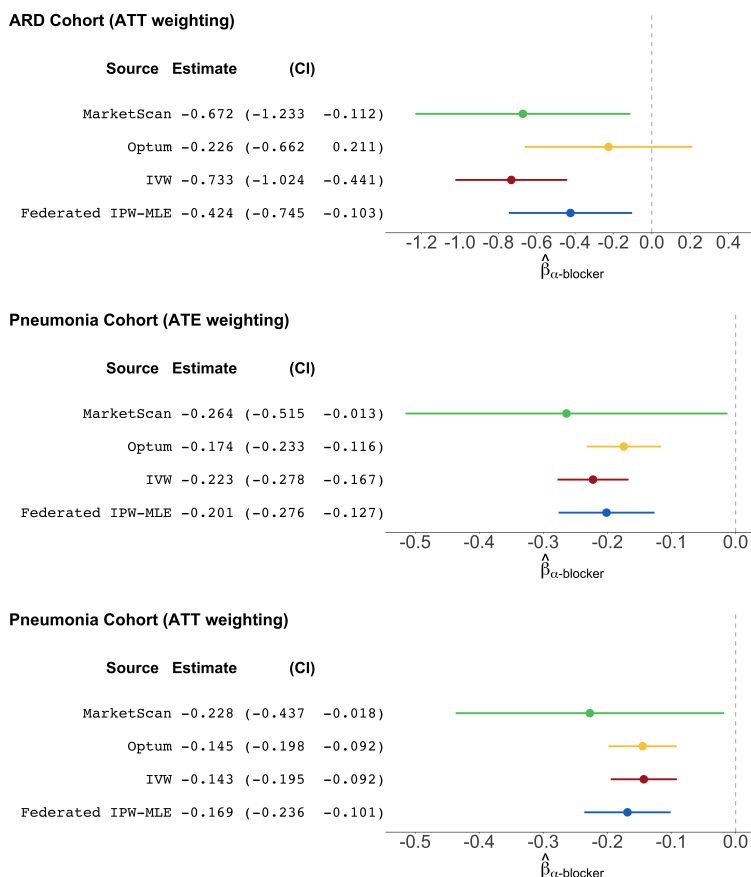 ARD Cohort (ATT weighting)
Source Estimate (CI)
MarketScan -0.672 (-1.233 -0.112)
Optum -0.226 (-0.662 0.211)
IVW -0.733 (-1.024 -0.441)
Federated IPW-MLE -0.424 (-0.745 -0.103)
-1.2 -1.0 -0.8 -0.6 -0.4 -0.2 0.0 0.2 0.4
β̂α-blocker
Pneumonia Cohort (ATE weighting)
Source Estimate (CI)
MarketScan -0.264 (-0.515 -0.013)
Optum -0.174 (-0.233 -0.116)
IVW -0.223 (-0.278 -0.167)
Federated IPW-MLE -0.201 (-0.276 -0.127)
-0.5 -0.4 -0.3 -0.2 -0.1 0.0
β̂α-blocker
Pneumonia Cohort (ATT weighting)
Source Estimate (CI)
MarketScan -0.228 (-0.437 -0.018)
Optum -0.145 (-0.198 -0.092)
IVW -0.143 (-0.195 -0.092)
Federated IPW-MLE -0.169 (-0.236 -0.101)
-0.5 -0.4 -0.3 -0.2 -0.1 0.0
β̂α-blocker